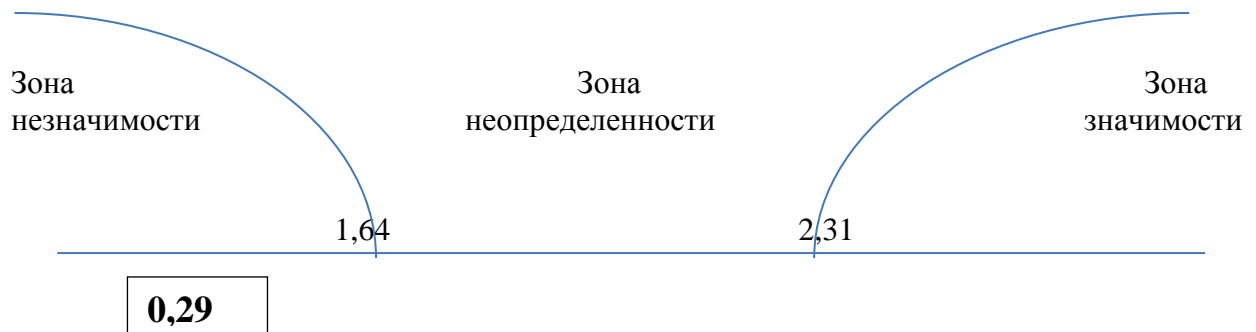 Зона
незначимости
Зона
неопределенности
Зона
значимости
1,64
2,31
0,29